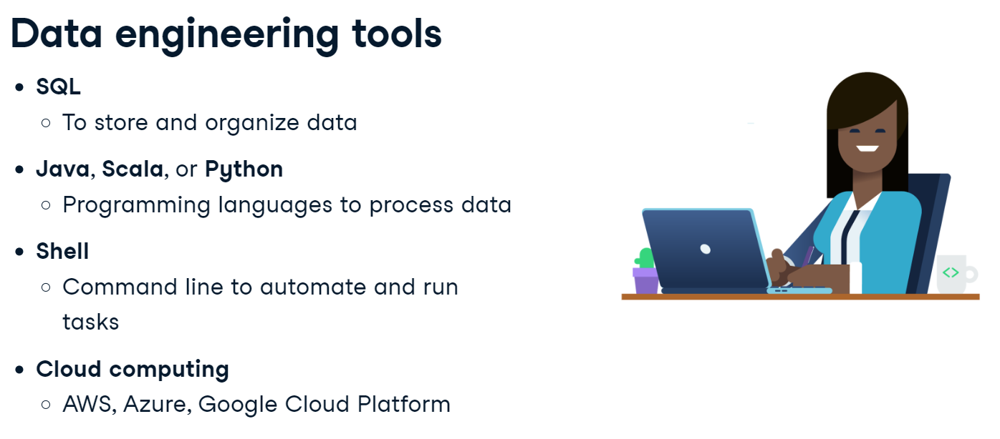 Data engineering tools
• SQL
○ To store and organize data
• Java, Scala, or Python
○ Programming languages to process data
• Shell
○ Command line to automate and run
tasks
• Cloud computing
○ AWS, Azure, Google Cloud Platform
<>